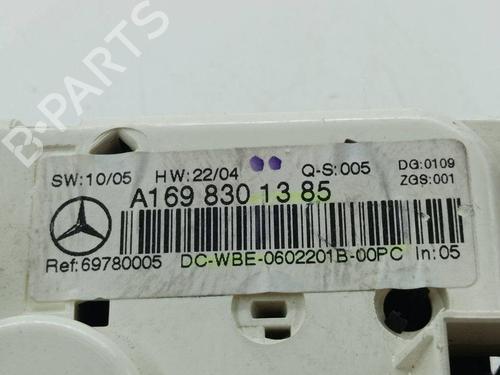 B-PARTS
SW:10/05 HW:22/04 Q-S:005 DG:0109
ZGS:001
A169 830 13 85
Ref:69780005 DC-WBE-0602201B-00PC In:05